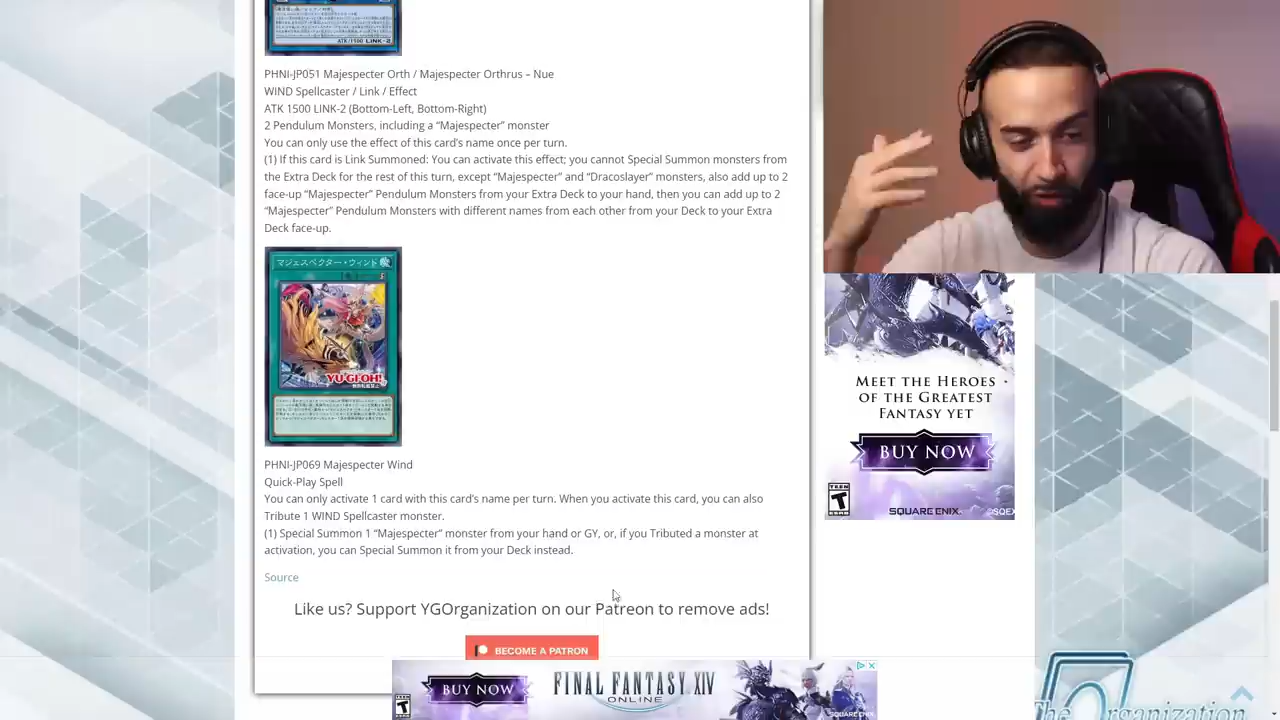 ATK/1500 LINK-2
PHNI-JP051 Majespecter Orth / Majespecter Orthrus – Nue
WIND Spellcaster / Link / Effect
ATK 1500 LINK-2 (Bottom-Left, Bottom-Right)
2 Pendulum Monsters, including a “Majespecter” monster
You can only use the effect of this card’s name once per turn.
(1) If this card is Link Summoned: You can activate this effect; you cannot Special Summon monsters from
the Extra Deck for the rest of this turn, except “Majespecter” and “Dracoslayer” monsters, also add up to 2
face-up “Majespecter” Pendulum Monsters from your Extra Deck to your hand, then you can add up to 2
“Majespecter” Pendulum Monsters with different names from each other from your Deck to your Extra
Deck face-up.
マジェスペクター・ウィンド
YU-GI-OH!
PHNI-JP069 Majespecter Wind
Quick-Play Spell
You can only activate 1 card with this card’s name per turn. When you activate this card, you can also
Tribute 1 WIND Spellcaster monster.
(1) Special Summon 1 “Majespecter” monster from your hand or GY, or, if you Tributed a monster at
activation, you can Special Summon it from your Deck instead.
Source
Like us? Support YGOrganization on our Patreon to remove ads!
BECOME A PATRON
MEET THE HEROES
OF THE GREATEST
FANTASY YET
BUY NOW
TEEN
T
ESRB
SQUARE ENIX.
SQEX
BUY NOW
FINAL FANTASY XIV
ONLINE
T
SQUARE ENIX
The Organization